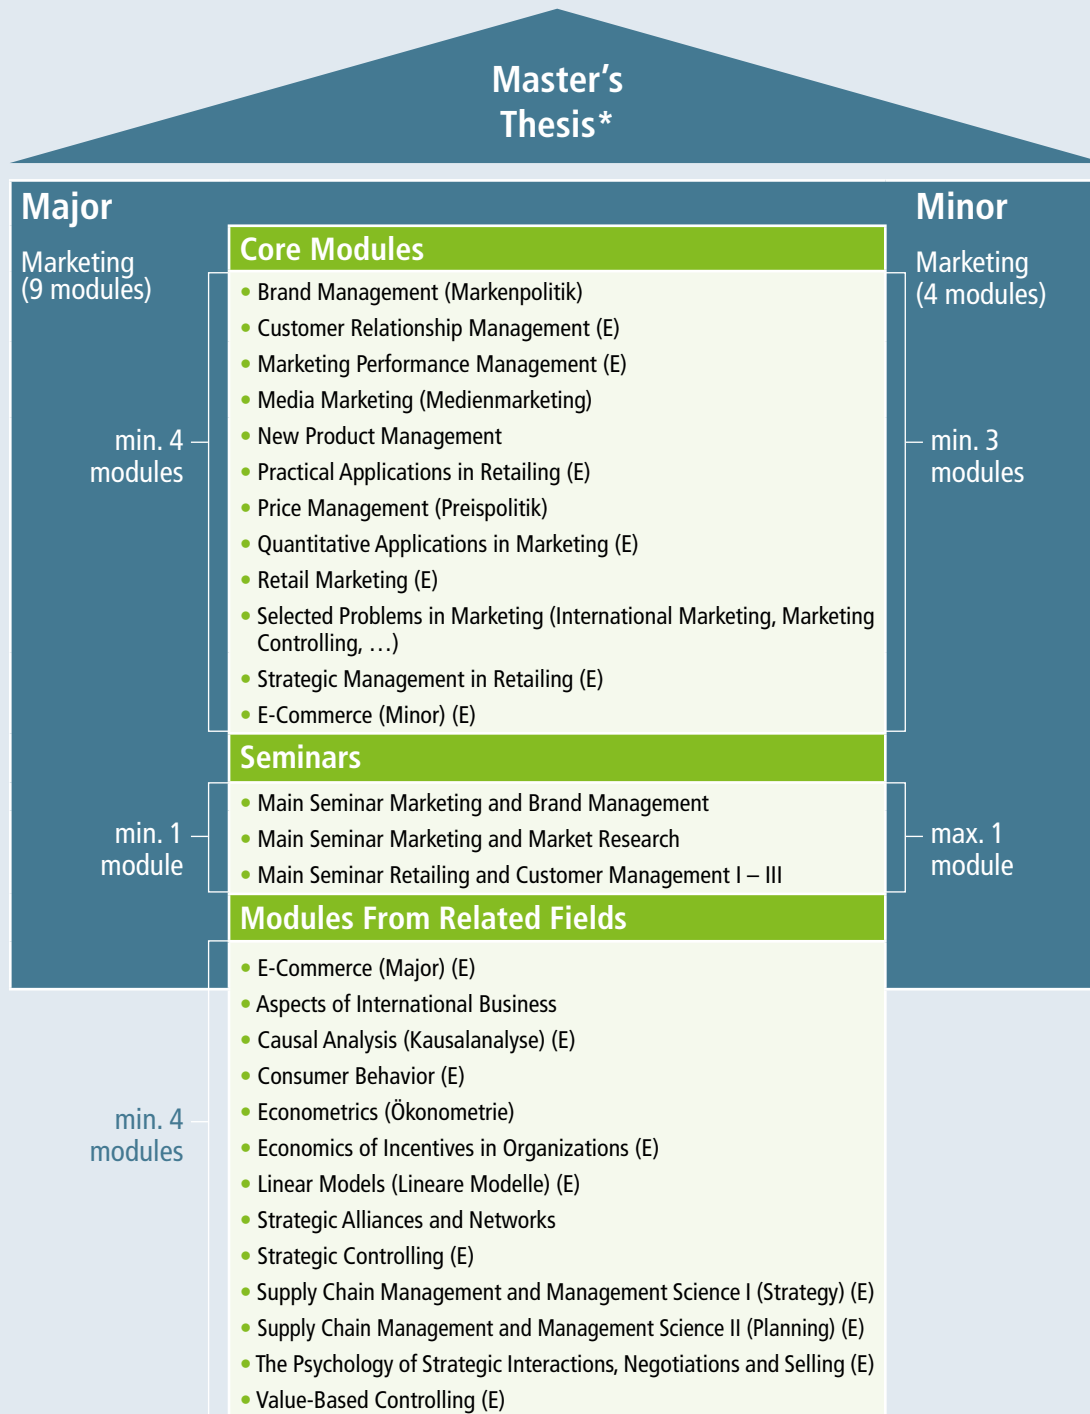 Master's
Thesis*
Major
Minor
Marketing
(9 modules)
Marketing
(4 modules)
Core Modules
• Brand Management (Markenpolitik)
• Customer Relationship Management (E)
• Marketing Performance Management (E)
• Media Marketing (Medienmarketing)
• New Product Management
• Practical Applications in Retailing (E)
• Price Management (Preispolitik)
• Quantitative Applications in Marketing (E)
• Retail Marketing (E)
• Selected Problems in Marketing (International Marketing, Marketing
Controlling, …)
• Strategic Management in Retailing (E)
• E-Commerce (Minor) (E)
min. 4
modules
min. 3
modules
Seminars
• Main Seminar Marketing and Brand Management
• Main Seminar Marketing and Market Research
• Main Seminar Retailing and Customer Management I – III
min. 1
module
max. 1
module
Modules From Related Fields
• E-Commerce (Major) (E)
• Aspects of International Business
• Causal Analysis (Kausalanalyse) (E)
• Consumer Behavior (E)
• Econometrics (Ökonometrie)
• Economics of Incentives in Organizations (E)
• Linear Models (Lineare Modelle) (E)
• Strategic Alliances and Networks
• Strategic Controlling (E)
• Supply Chain Management and Management Science I (Strategy) (E)
• Supply Chain Management and Management Science II (Planning) (E)
• The Psychology of Strategic Interactions, Negotiations and Selling (E)
• Value-Based Controlling (E)
min. 4
modules